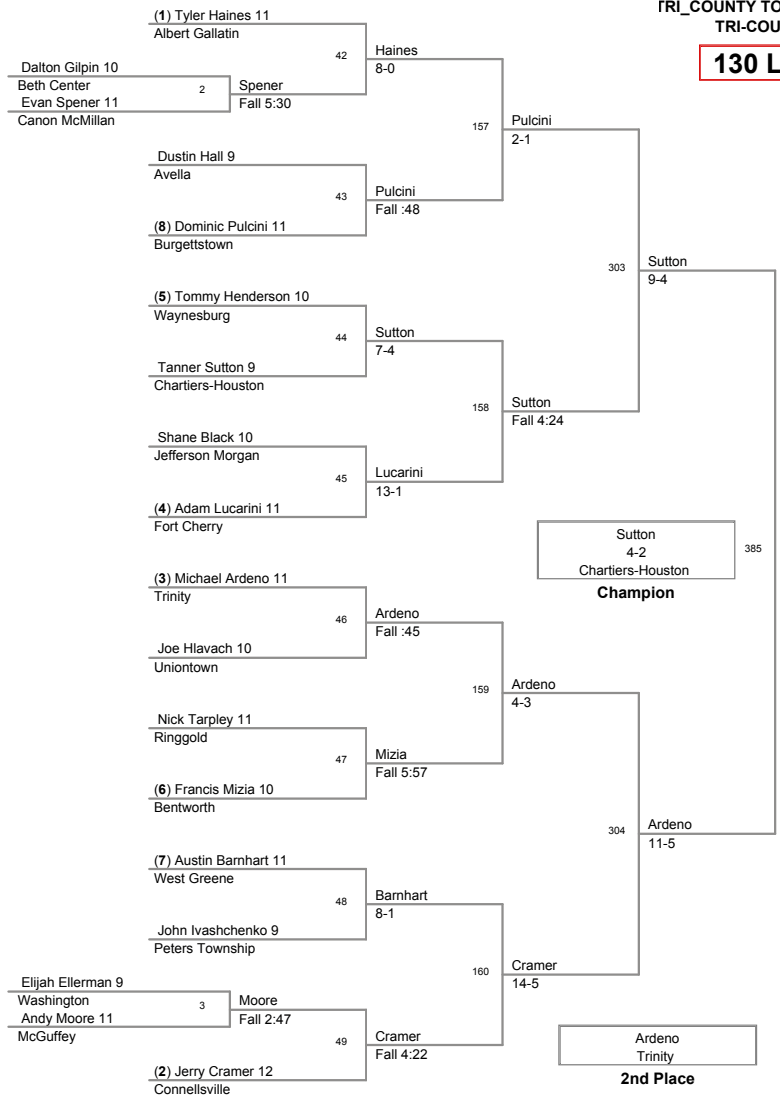 TRI_COUNTY TO
TRI-COU
130 L
(1) Tyler Haines 11
Albert Gallatin
42
Haines
8-0
Dalton Gilpin 10
Beth Center
2
Spener
Fall 5:30
Evan Spener 11
Canon McMillan
157
Pulcini
2-1
Dustin Hall 9
Avella
43
Pulcini
Fall :48
(8) Dominic Pulcini 11
Burgettstown
303
Sutton
9-4
(5) Tommy Henderson 10
Waynesburg
44
Sutton
7-4
Tanner Sutton 9
Chartiers-Houston
158
Sutton
Fall 4:24
Shane Black 10
Jefferson Morgan
45
Lucarini
13-1
(4) Adam Lucarini 11
Fort Cherry
Sutton
4-2
Chartiers-Houston
385
Champion
(3) Michael Ardeno 11
Trinity
46
Ardeno
Fall :45
Joe Hlavach 10
Uniontown
159
Ardeno
4-3
Nick Tarpley 11
Ringgold
47
Mizia
Fall 5:57
(6) Francis Mizia 10
Bentworth
304
Ardeno
11-5
(7) Austin Barnhart 11
West Greene
48
Barnhart
8-1
John Ivashchenko 9
Peters Township
160
Cramer
14-5
Elijah Ellerman 9
Washington
3
Moore
Fall 2:47
Andy Moore 11
McGuffey
49
Cramer
Fall 4:22
(2) Jerry Cramer 12
Connellsville
Ardeno
Trinity
2nd Place